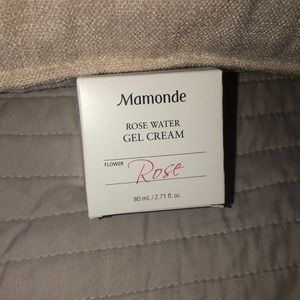 Mamonde
ROSE WATER
GEL CREAM
FLOWER
Rose
80 mL / 2.71 fl. oz.